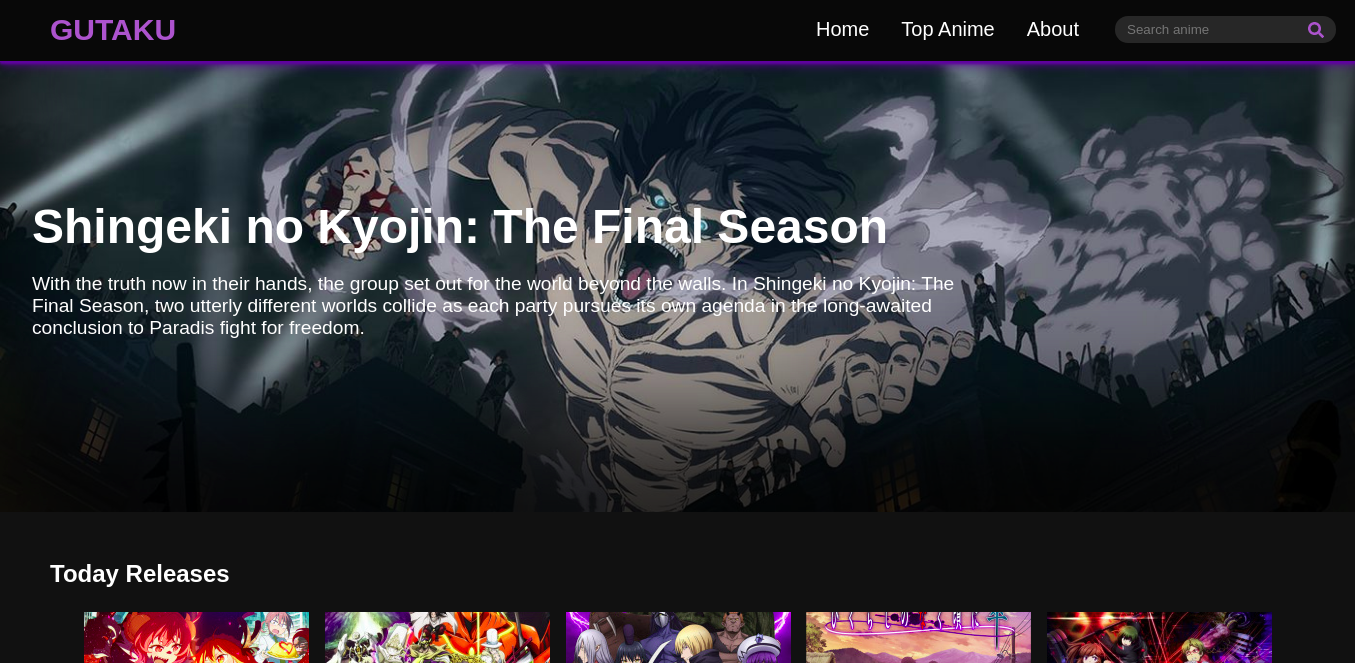 GUTAKU
Home
Top Anime
About
Search anime
Shingeki no Kyojin: The Final Season
With the truth now in their hands, the group set out for the world beyond the walls. In Shingeki no Kyojin: The
Final Season, two utterly different worlds collide as each party pursues its own agenda in the long-awaited
conclusion to Paradis fight for freedom.
Today Releases